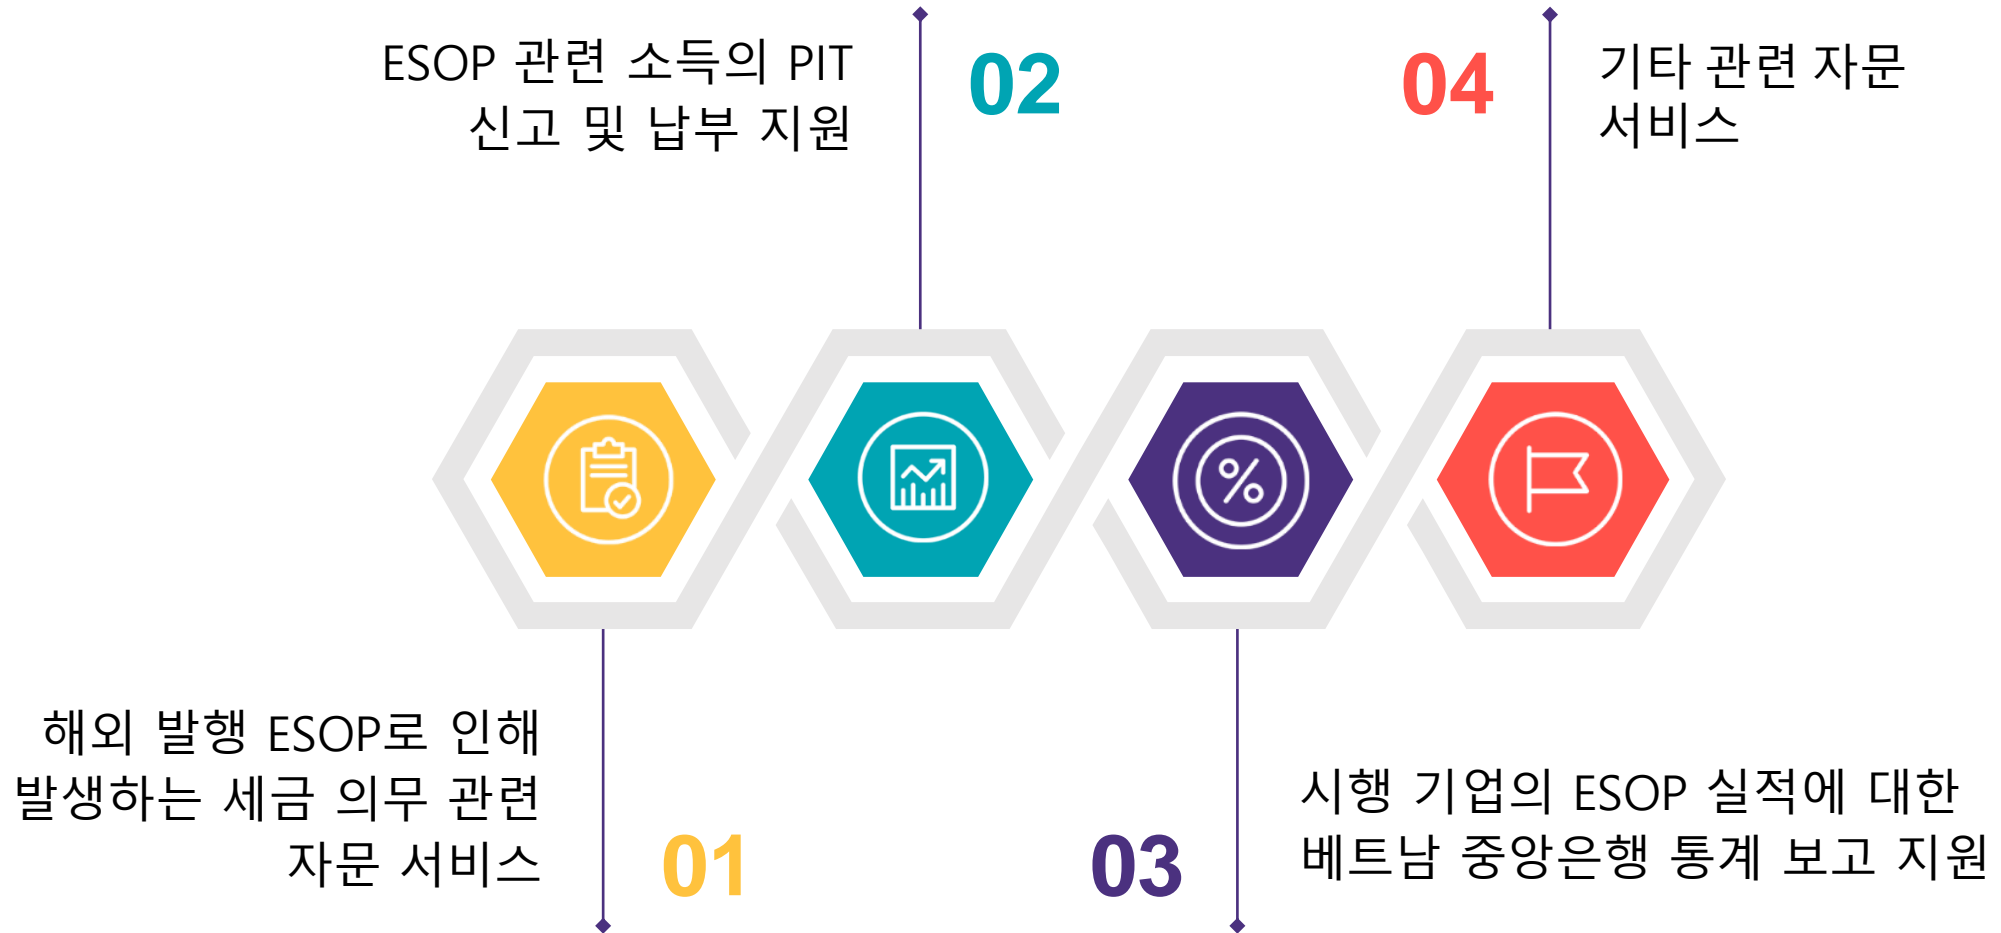 ESOP 관련 소득의 PIT
신고 및 납부 지원
02
04
기타 관련 자문
서비스
해외 발행 ESOP로 인해
발생하는 세금 의무 관련
자문 서비스
01
03
시행 기업의 ESOP 실적에 대한
베트남 중앙은행 통계 보고 지원